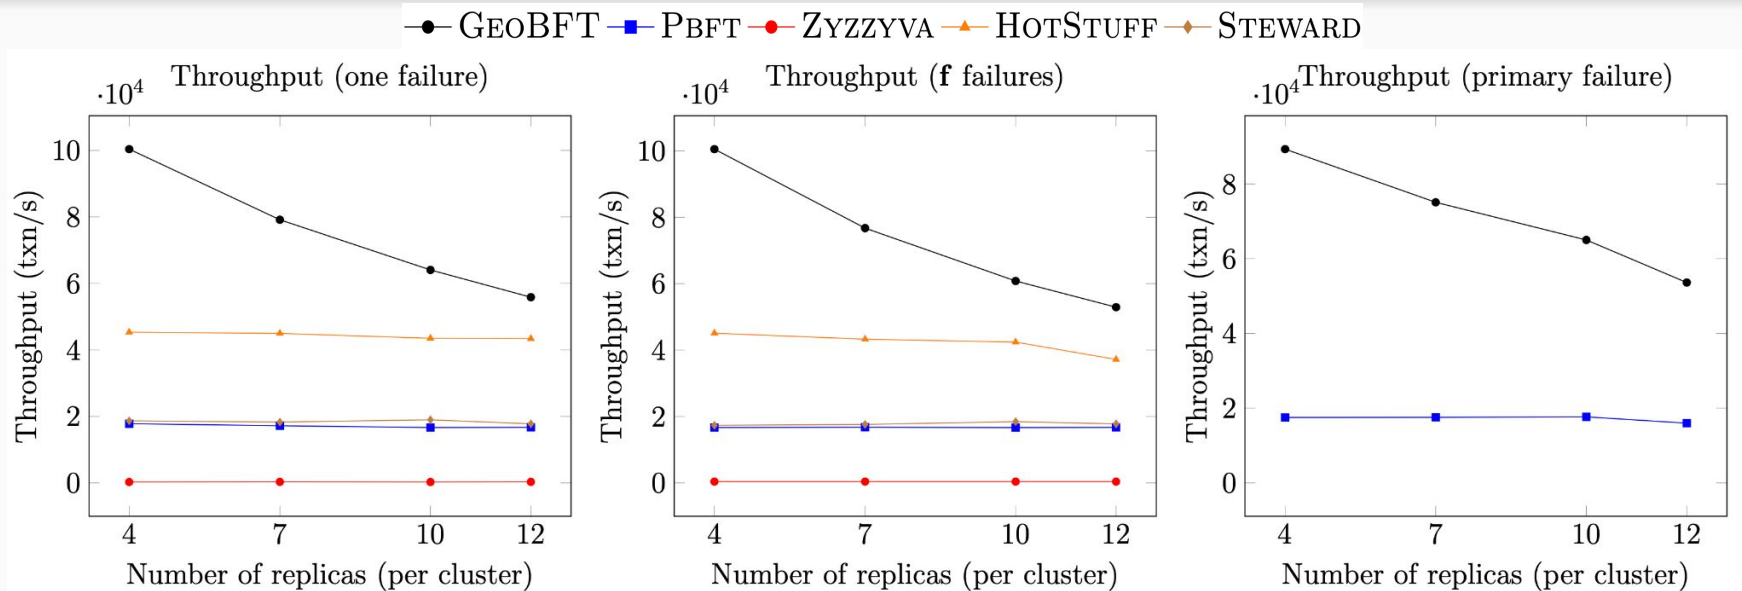 GEOBFT PBFT ZYZZYVA HOTSTUFF STEWARD
Throughput (one failure)
·10⁴
10
8
6
4
2
0
Throughput (txn/s)
4 7 10 12
Number of replicas (per cluster)
Throughput (f failures)
·10⁴
10
8
6
4
2
0
Throughput (txn/s)
4 7 10 12
Number of replicas (per cluster)
Throughput (primary failure)
·10⁴
8
6
4
2
0
Throughput (txn/s)
4 7 10 12
Number of replicas (per cluster)